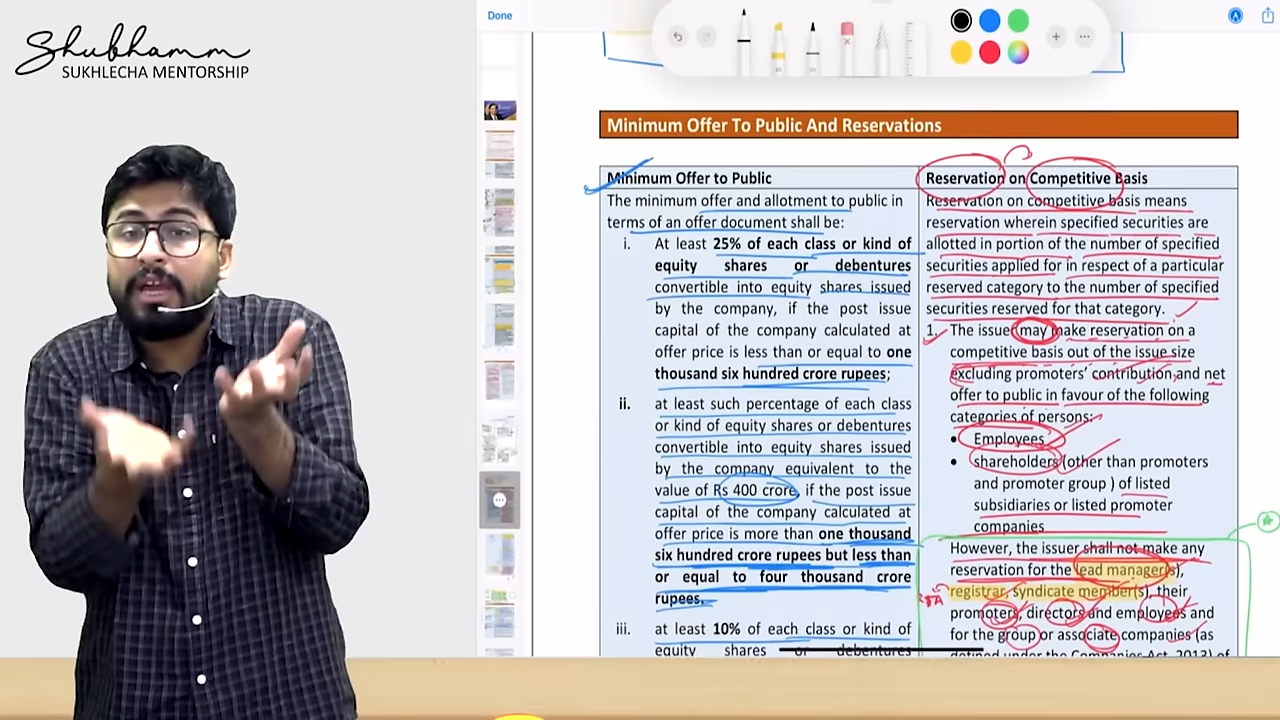 Shubhamm
SUKHLECHA MENTORSHIP
Done
Minimum Offer To Public And Reservations
Minimum Offer to Public
The minimum offer and allotment to public in
terms of an offer document shall be:
i. At least 25% of each class or kind of
equity shares or debentures
convertible into equity shares issued
by the company, if the post issue
capital of the company calculated at
offer price is less than or equal to one
thousand six hundred crore rupees;
ii. at least such percentage of each class
or kind of equity shares or debentures
convertible into equity shares issued
by the company equivalent to the
value of Rs 400 crore, if the post issue
capital of the company calculated at
offer price is more than one thousand
six hundred crore rupees but less than
or equal to four thousand crore
rupees.
iii. at least 10% of each class or kind of
equity shares or debentures
Reservation on Competitive Basis
Reservation on competitive basis means
reservation wherein specified securities are
allotted in portion of the number of specified
securities applied for in respect of a particular
reserved category to the number of specified
securities reserved for that category.
1. The issuer may make reservation on a
competitive basis out of the issue size
excluding promoters' contribution and net
offer to public in favour of the following
categories of persons:
• Employees
• shareholders (other than promoters
and promoter group ) of listed
subsidiaries or listed promoter
companies
However, the issuer shall not make any
reservation for the lead manager(s),
registrar, syndicate member(s), their
promoters, directors and employees
for the group or associate companies (as
defined under the Companies Act, 2013) of